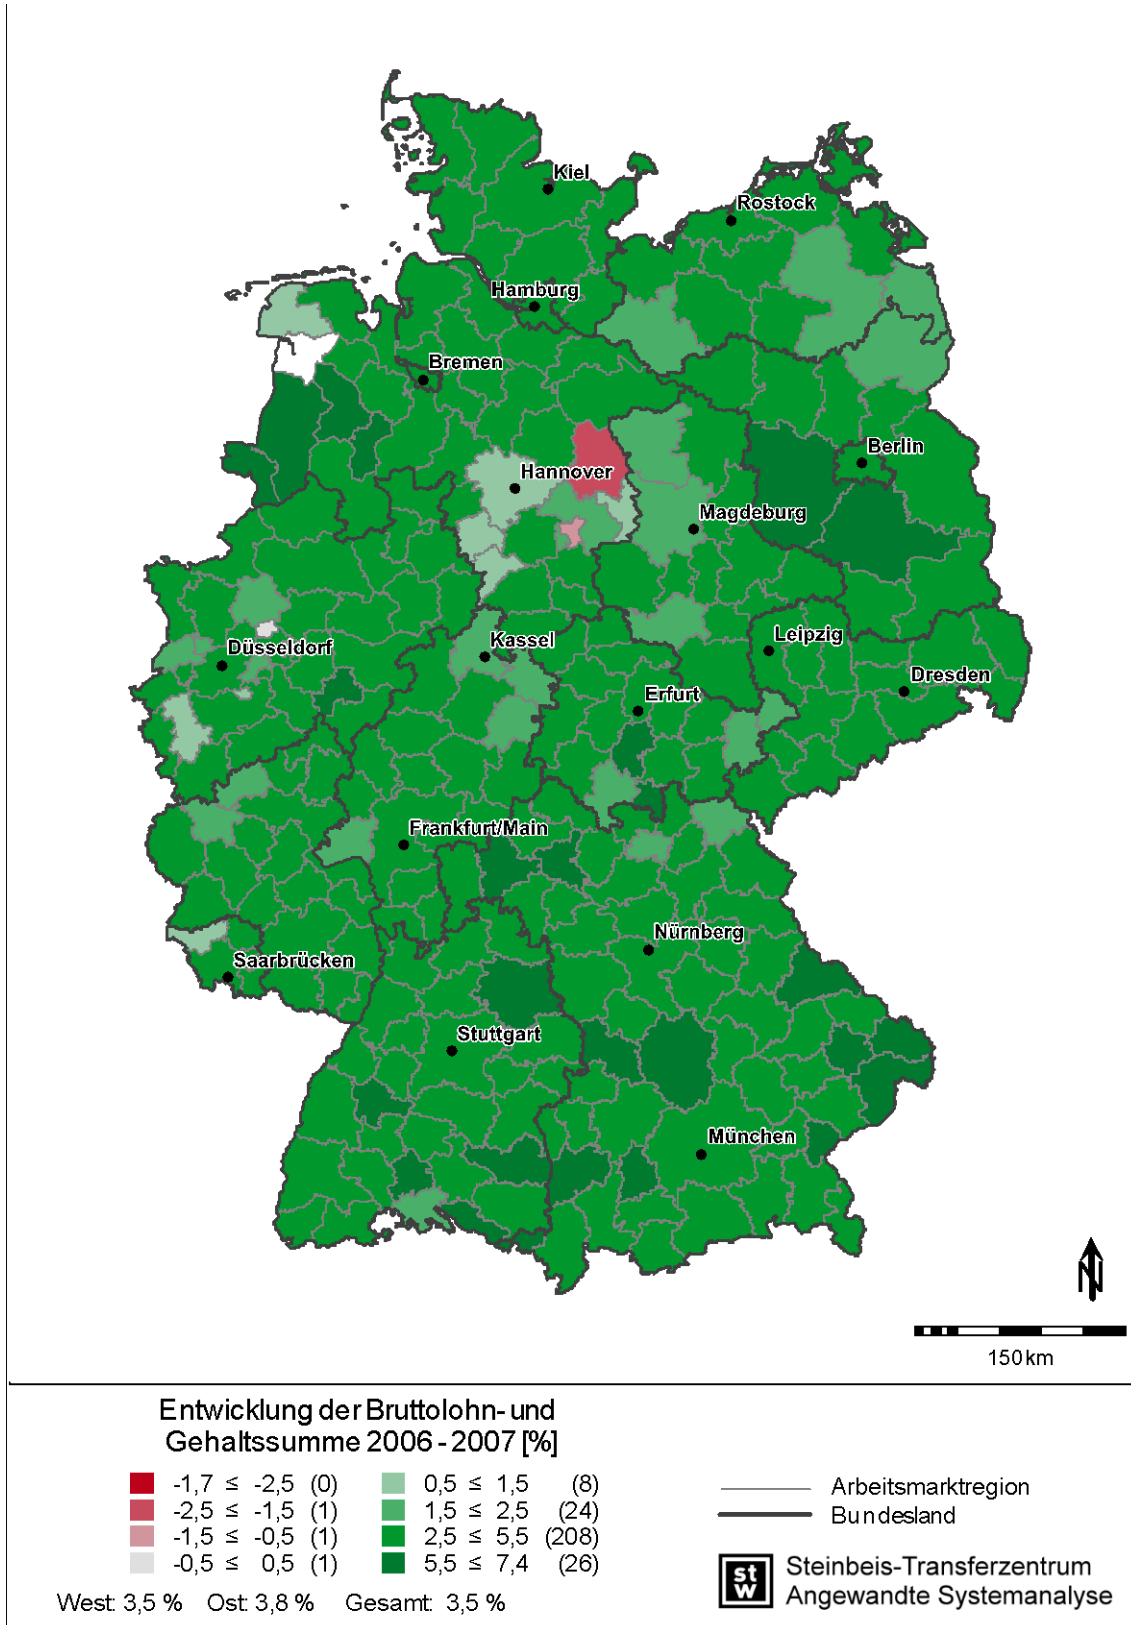 Kiel
Rostock
Hamburg
Bremen
Berlin
Hannover
Magdeburg
Düsseldorf
Kassel
Leipzig
Dresden
Erfurt
Frankfurt/Main
Nürnberg
Saarbrücken
Stuttgart
München
N
150 km
Entwicklung der Bruttolohn- und
Gehaltssumme 2006 - 2007 [%]
-1,7 ≤ -2,5 (0)
-2,5 ≤ -1,5 (1)
-1,5 ≤ -0,5 (1)
-0,5 ≤ 0,5 (1)
0,5 ≤ 1,5 (8)
1,5 ≤ 2,5 (24)
2,5 ≤ 5,5 (208)
5,5 ≤ 7,4 (26)
West: 3,5 % Ost: 3,8 % Gesamt: 3,5 %
Arbeitsmarktregion
Bundesland
st
w
Steinbeis-Transferzentrum
Angewandte Systemanalyse